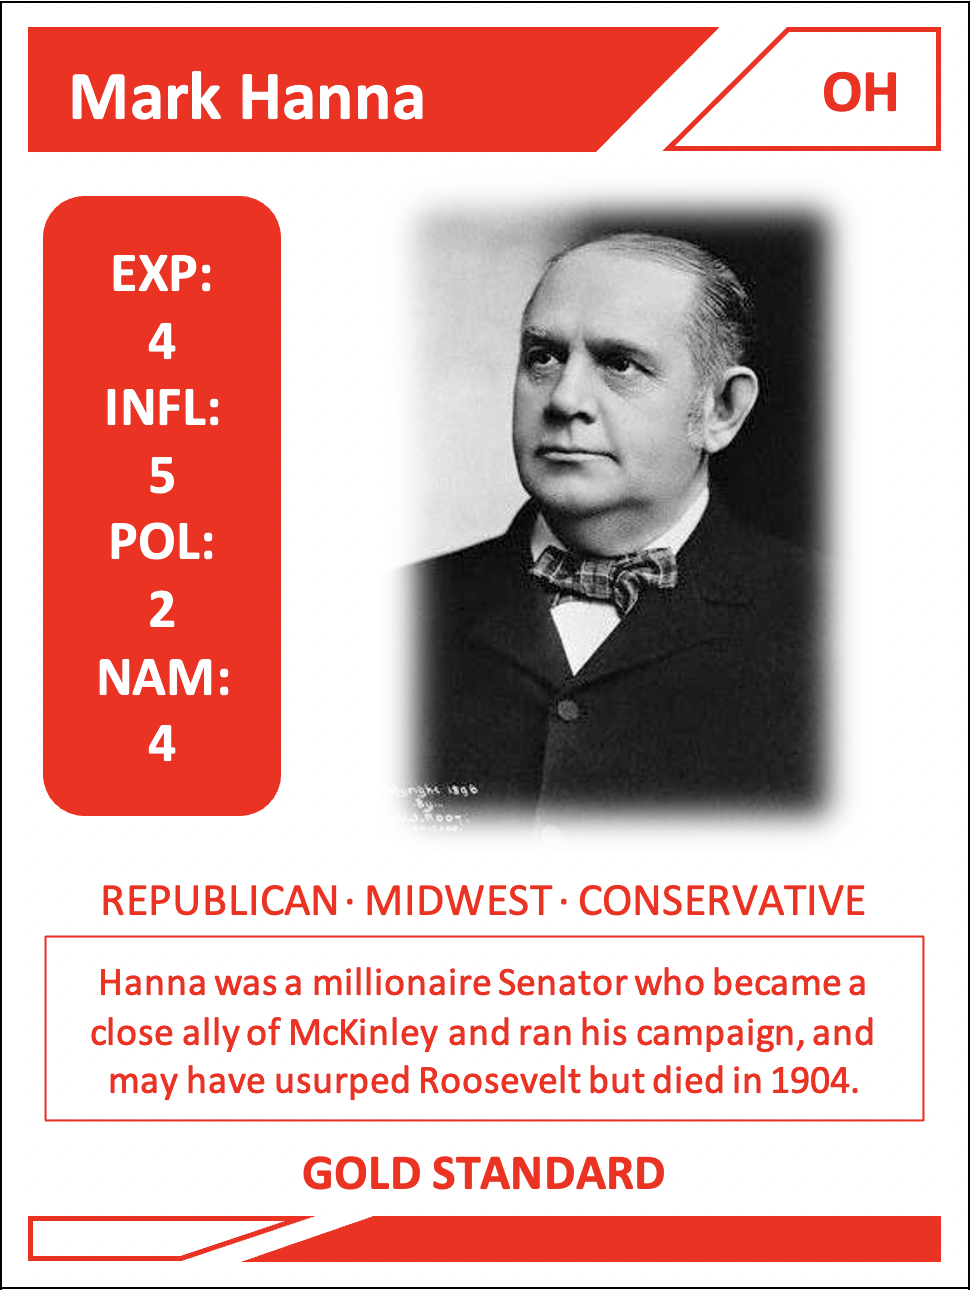 Mark Hanna
OH
EXP:
4
INFL:
5
POL:
2
NAM:
4
1896
By
REPUBLICAN · MIDWEST · CONSERVATIVE
Hanna was a millionaire Senator who became a
close ally of McKinley and ran his campaign, and
may have usurped Roosevelt but died in 1904.
GOLD STANDARD